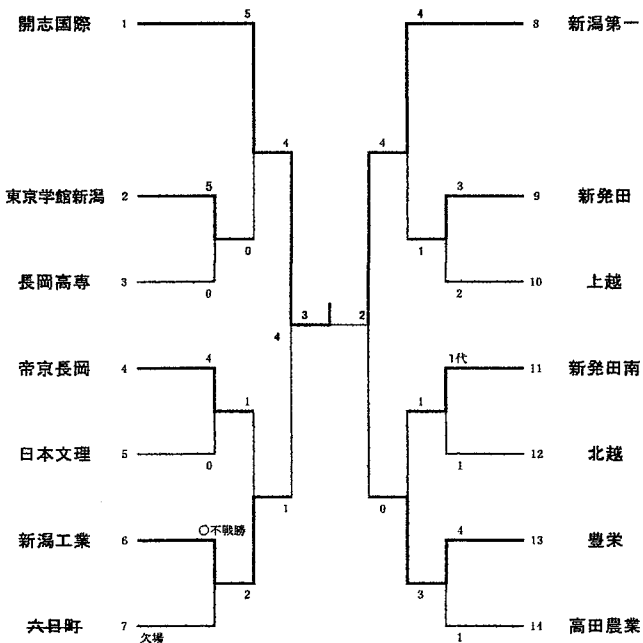 5 4
開志国際 1 8 新潟第一
4 4
5 3
東京学館新潟 2 9 新発田
0 1
長岡高専 3 10 上越
0 2
3 2
4
4 1代
帝京長岡 4 11 新発田南
1 1
日本文理 5 12 北越
0 1
1 0
○不戦勝 4
新潟工業 6 13 豊栄
2 3
六日町 7 14 高田農業
欠場 1